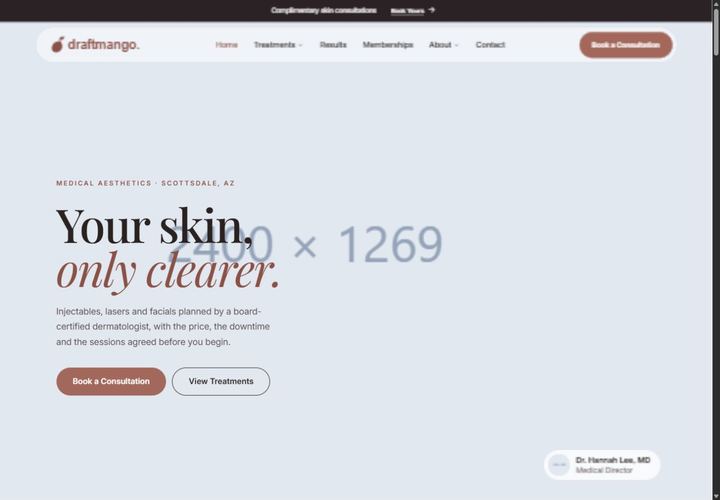 Complimentary skin consultations Book Yours →
draftmango.
Home Treatments Results Memberships About Contact
Book a Consultation
MEDICAL AESTHETICS · SCOTTSDALE, AZ
Your skin,
only clearer.
2400 × 1269
Injectables, lasers and facials planned by a board-
certified dermatologist, with the price, the downtime
and the sessions agreed before you begin.
Book a Consultation
View Treatments
Dr. Hannah Lee, MD
Medical Director